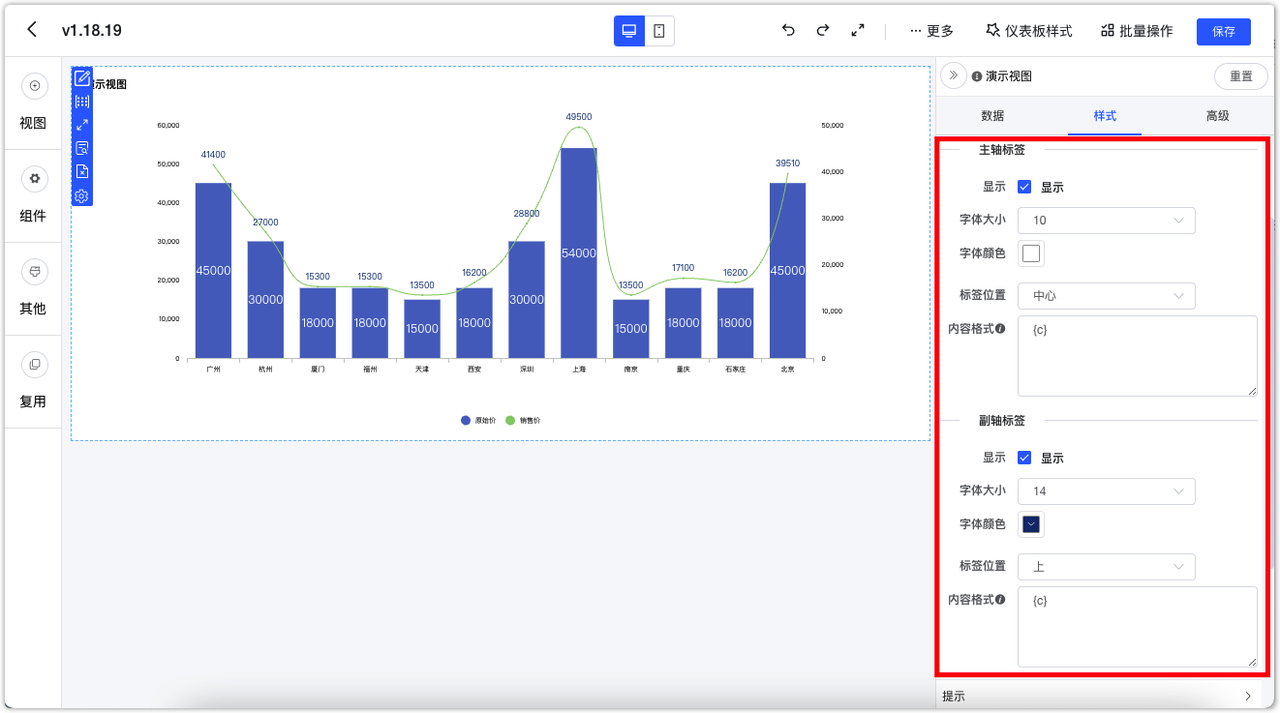 v1.18.19
··· 更多
仪表板样式
批量操作
保存
视图
组件
其他
复用
示视图
60,000
50,000
40,000
30,000
20,000
10,000
0
50,000
40,000
30,000
20,000
10,000
0
41400
27000
15300
15300
13500
16200
28800
49500
13500
17100
16200
39510
45000
30000
18000
18000
15000
18000
30000
54000
15000
18000
18000
45000
广州
杭州
厦门
福州
天津
西安
深圳
上海
南京
重庆
石家庄
北京
原始价
销售价
演示视图
重置
数据
样式
高级
主轴标签
显示
显示
字体大小
10
字体颜色
标签位置
中心
内容格式
{c}
副轴标签
显示
显示
字体大小
14
字体颜色
标签位置
上
内容格式
{c}
提示